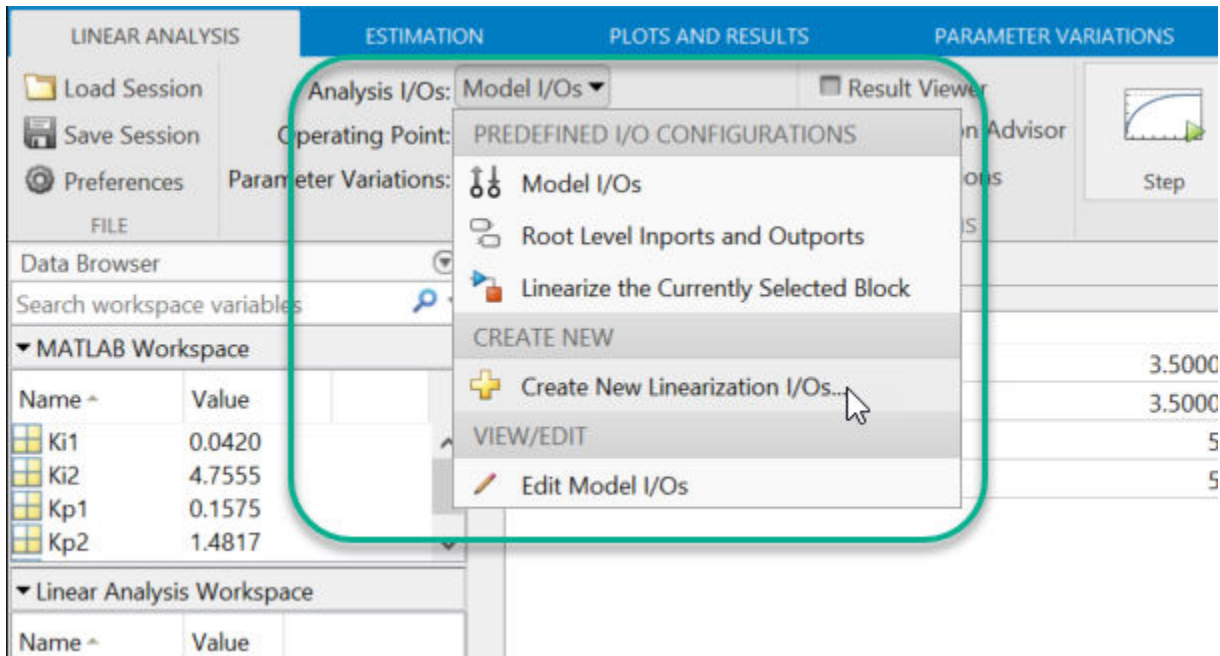 LINEAR ANALYSIS ESTIMATION PLOTS AND RESULTS PARAMETER VARIATIONS
Load Session
Save Session
Preferences
FILE
Analysis I/Os: Model I/Os
Operating Point:
Parameter Variations:
PREDEFINED I/O CONFIGURATIONS
Model I/Os
Root Level Inports and Outports
Linearize the Currently Selected Block
CREATE NEW
Create New Linearization I/Os...
VIEW/EDIT
Edit Model I/Os
Result Viewer
Advisor
Step
Data Browser
Search workspace variables
MATLAB Workspace
Name Value
Ki1 0.0420
Ki2 4.7555
Kp1 0.1575
Kp2 1.4817
Linear Analysis Workspace
Name Value
3.5000
3.5000
5
5